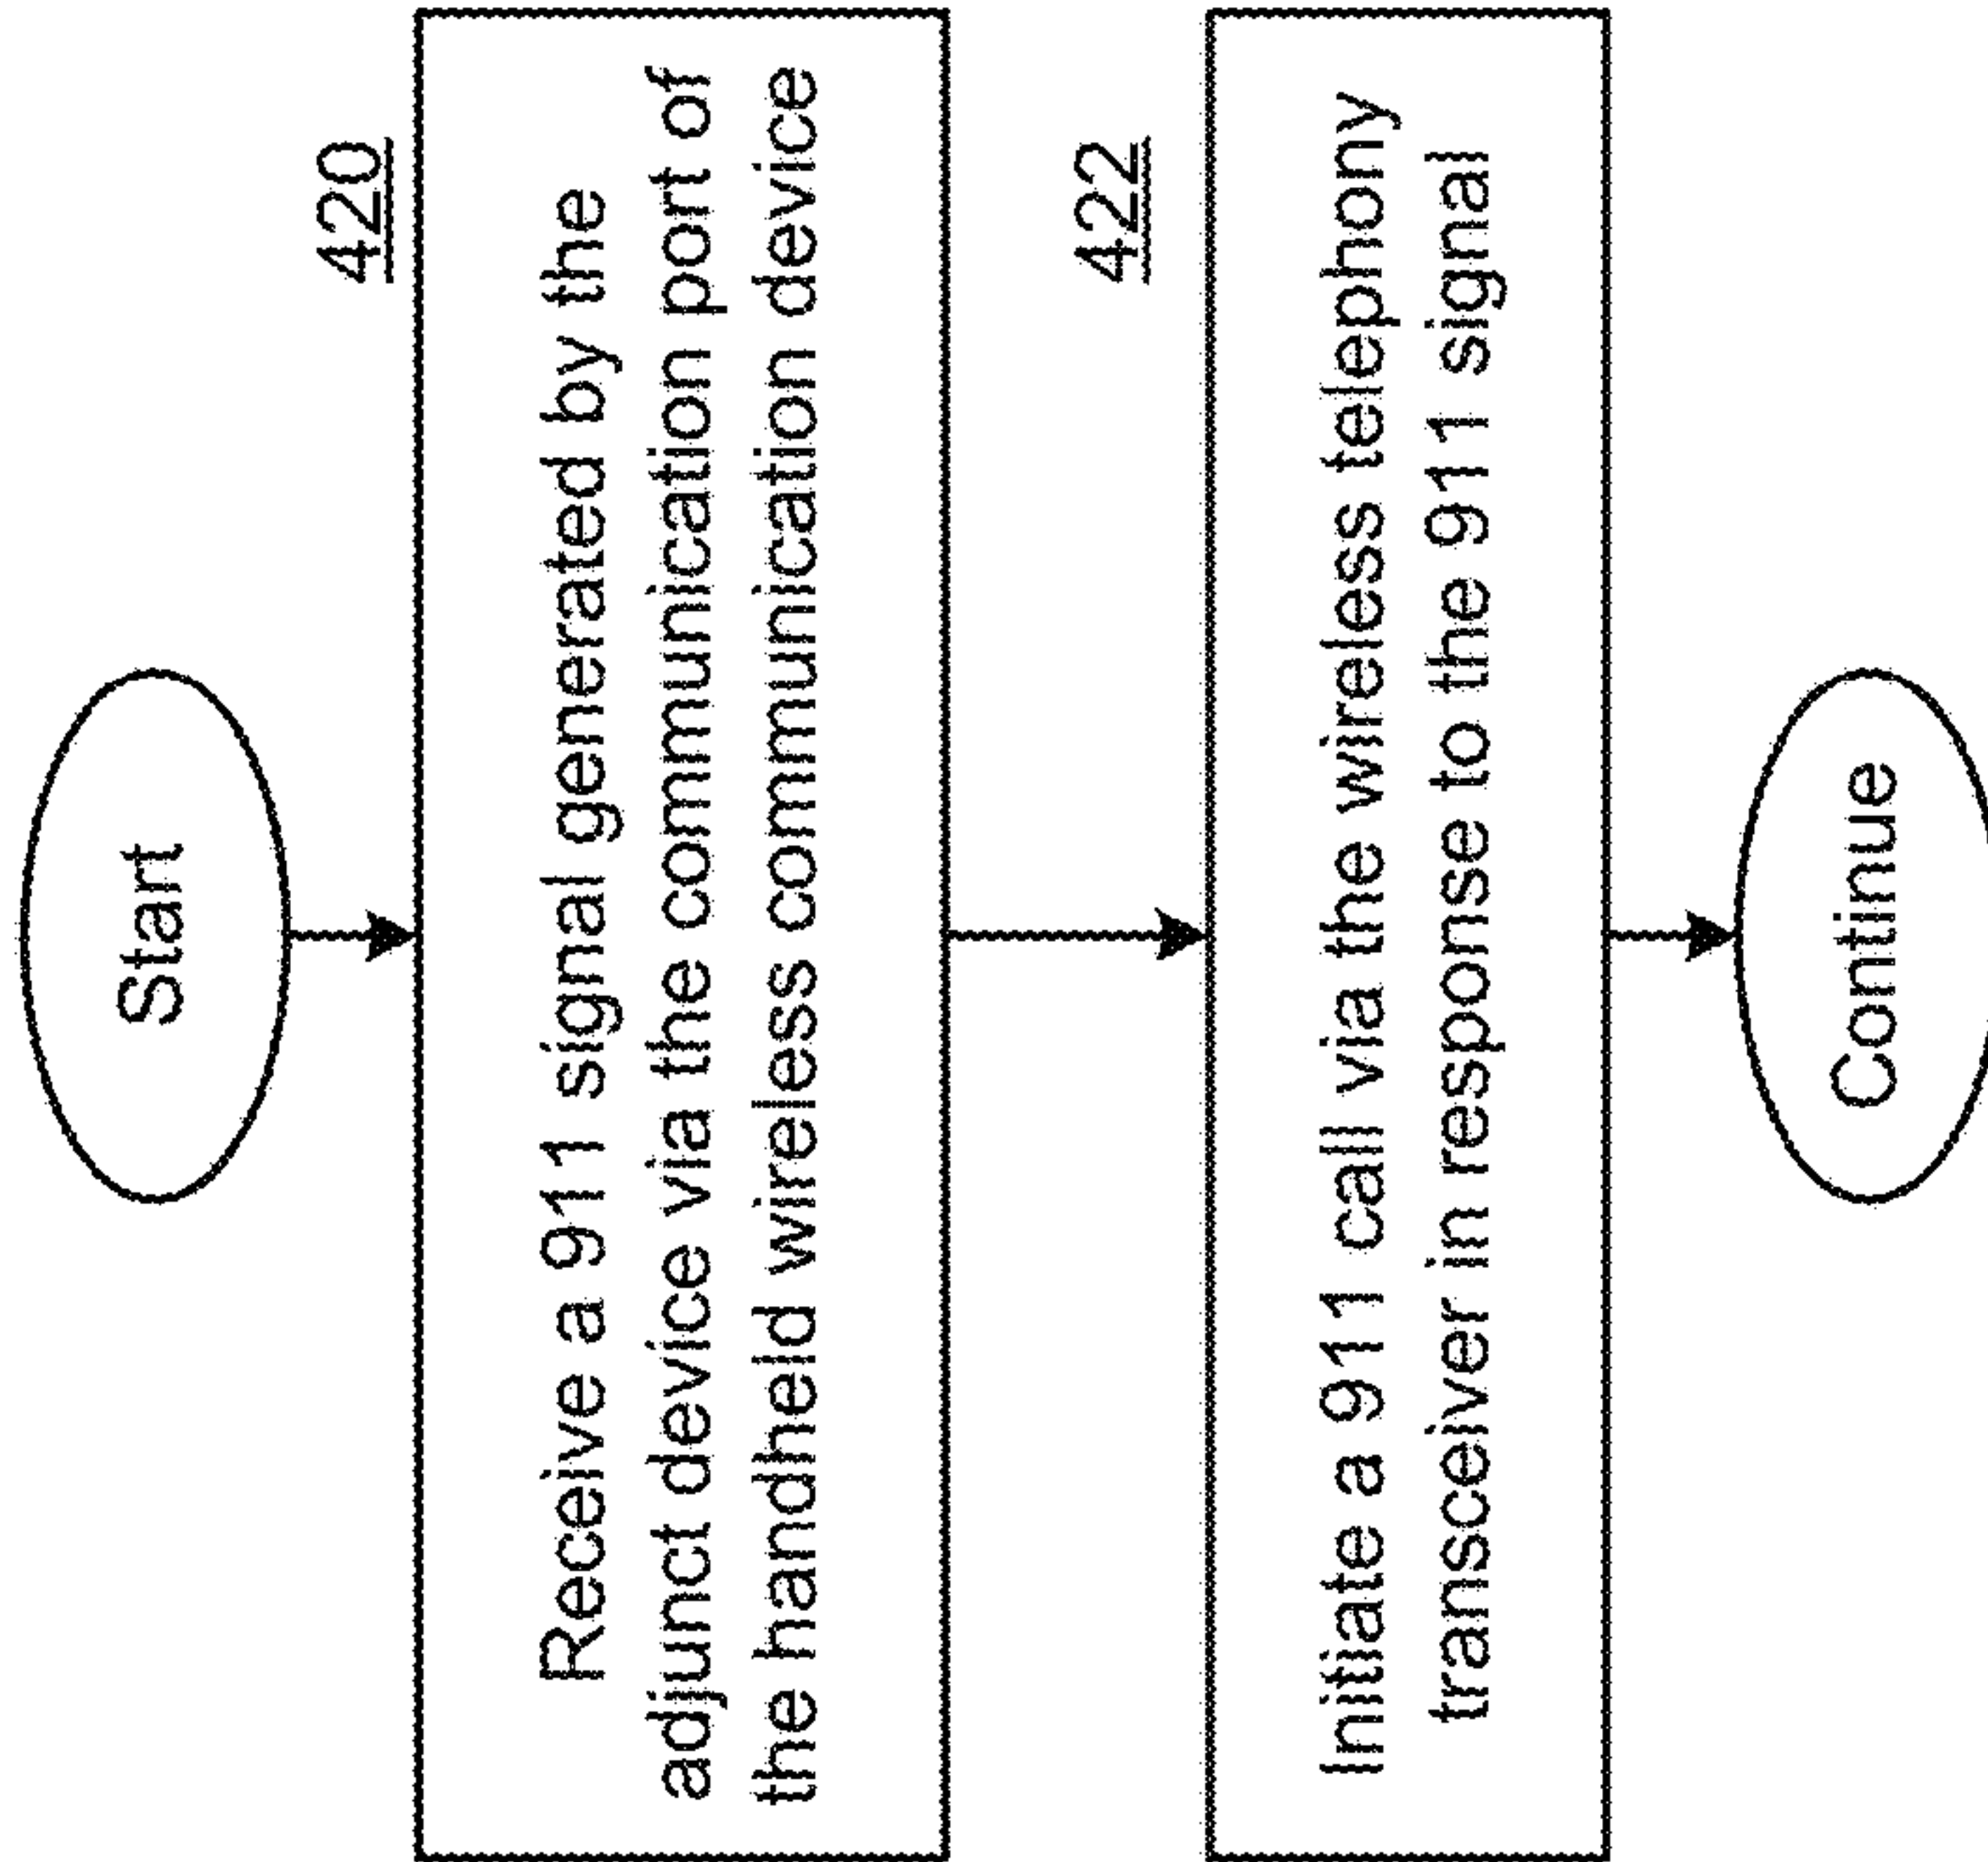 Start
420
Receive a 911 signal generated by the
adjunct device via the communication port of
the handheld wireless communication device
422
Initiate a 911 call via the wireless telephony
transceiver in response to the 911 signal
Continue